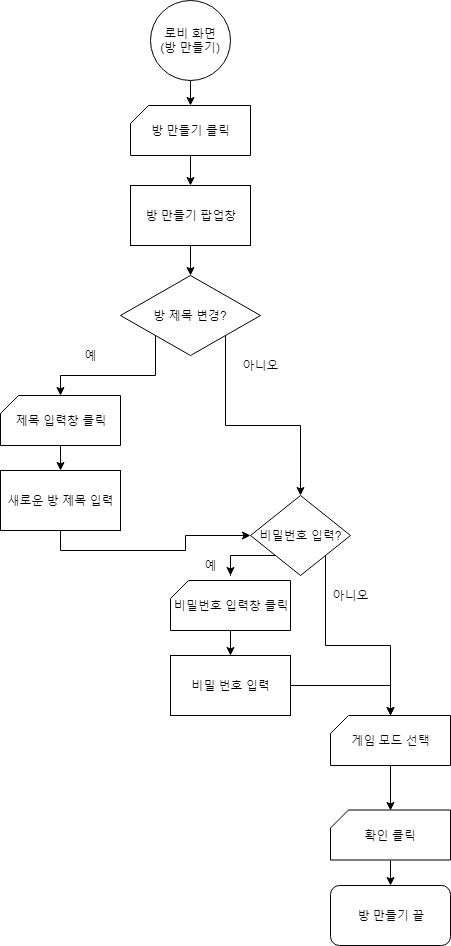 로비 화면
(방 만들기)
방 만들기 클릭
방 만들기 팝업창
방 제목 변경?
예
아니오
제목 입력창 클릭
새로운 방 제목 입력
비밀번호 입력?
예
아니오
비밀번호 입력창 클릭
비밀 번호 입력
게임 모드 선택
확인 클릭
방 만들기 끝